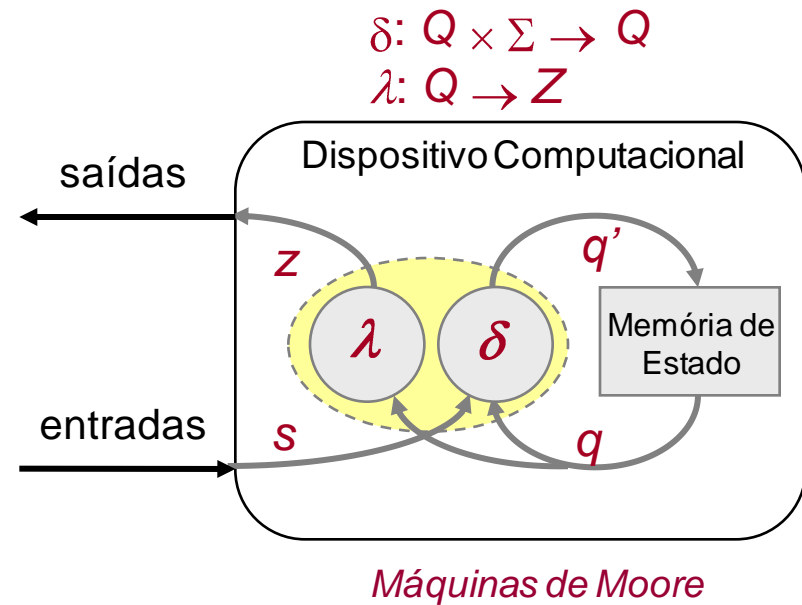 δ: Q × Σ → Q
λ: Q → Z
Dispositivo Computacional
saídas
z
q’
λ
δ
Memória de
Estado
entradas
s
q
Máquinas de Moore